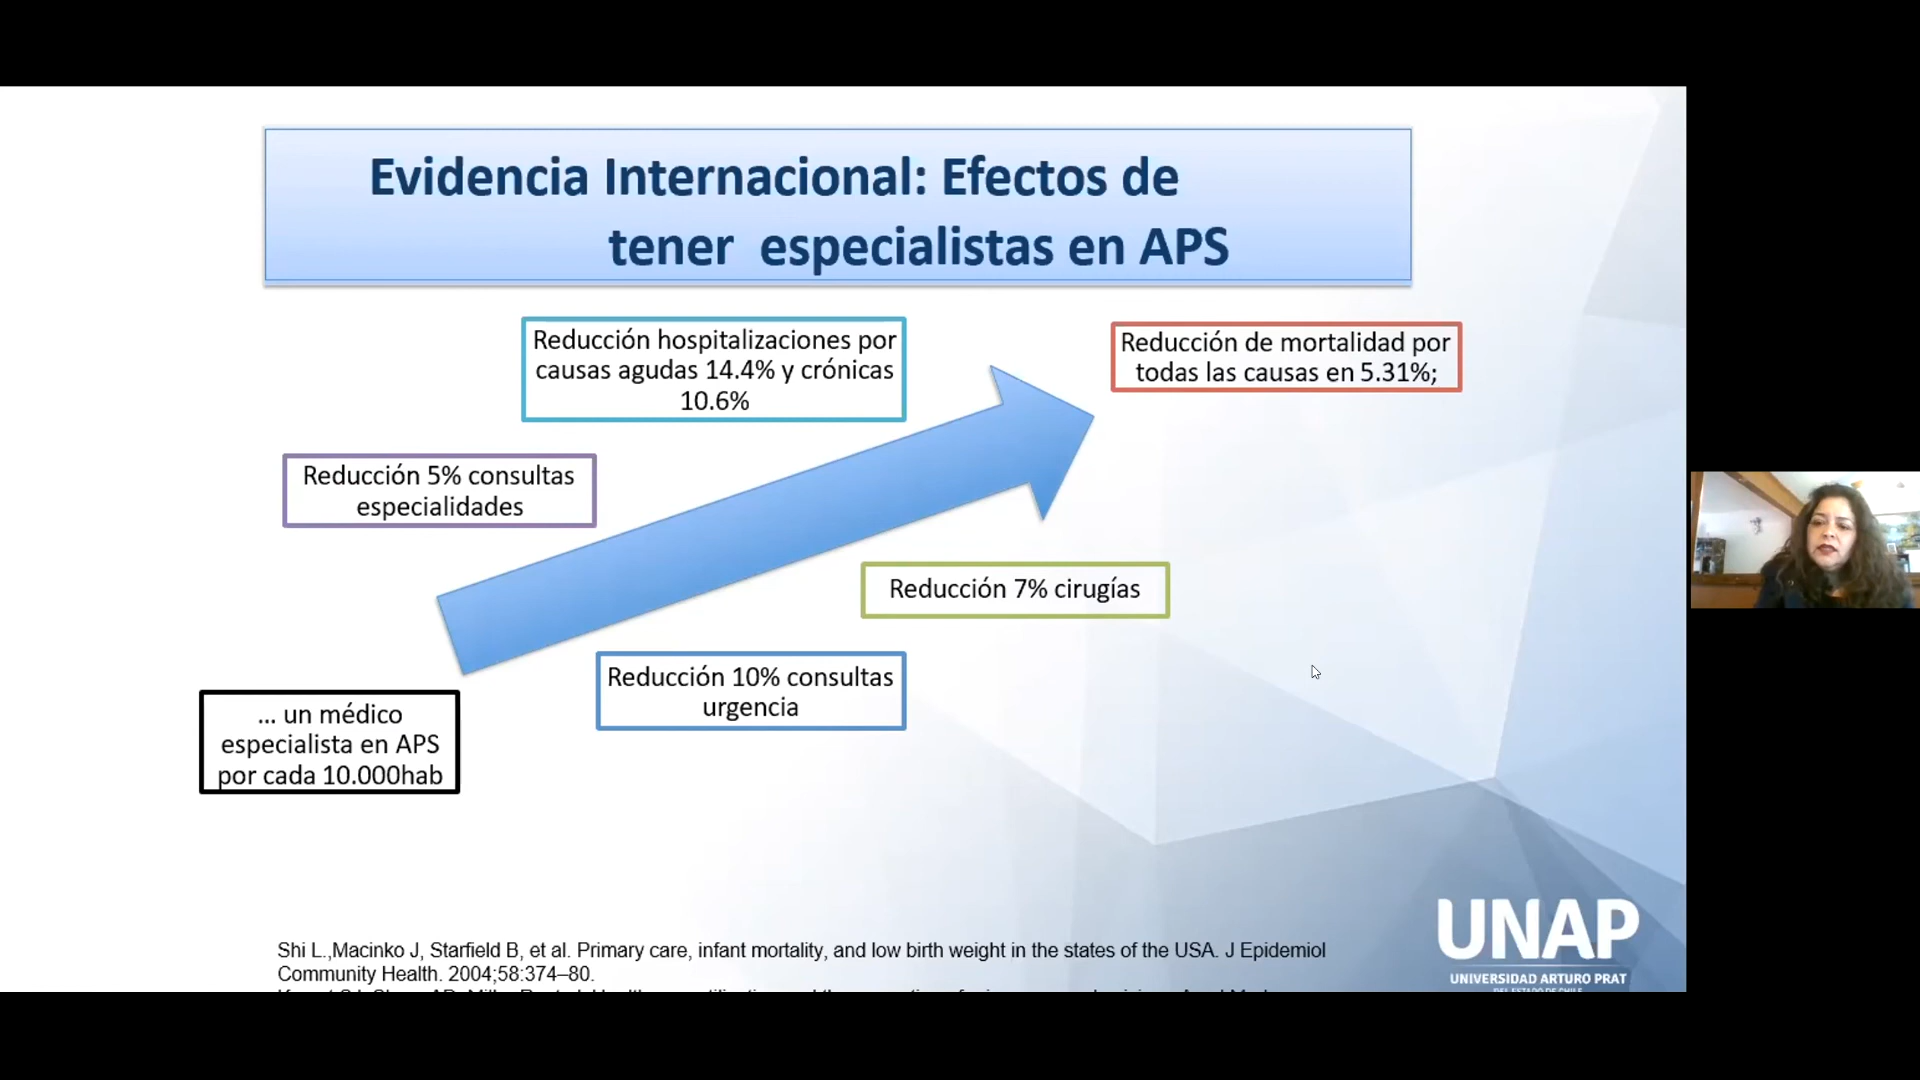 Evidencia Internacional: Efectos de
tener especialistas en APS
Reducción hospitalizaciones por
causas agudas 14.4% y crónicas
10.6%
Reducción de mortalidad por
todas las causas en 5.31%;
Reducción 5% consultas
especialidades
Reducción 7% cirugías
Reducción 10% consultas
urgencia
... un médico
especialista en APS
por cada 10.000hab
Shi L.,Macinko J, Starfield B, et al. Primary care, infant mortality, and low birth weight in the states of the USA. J Epidemiol
Community Health. 2004;58:374–80.
UNAP
UNIVERSIDAD ARTURO PRAT
DEL ESTADO DE CHILE